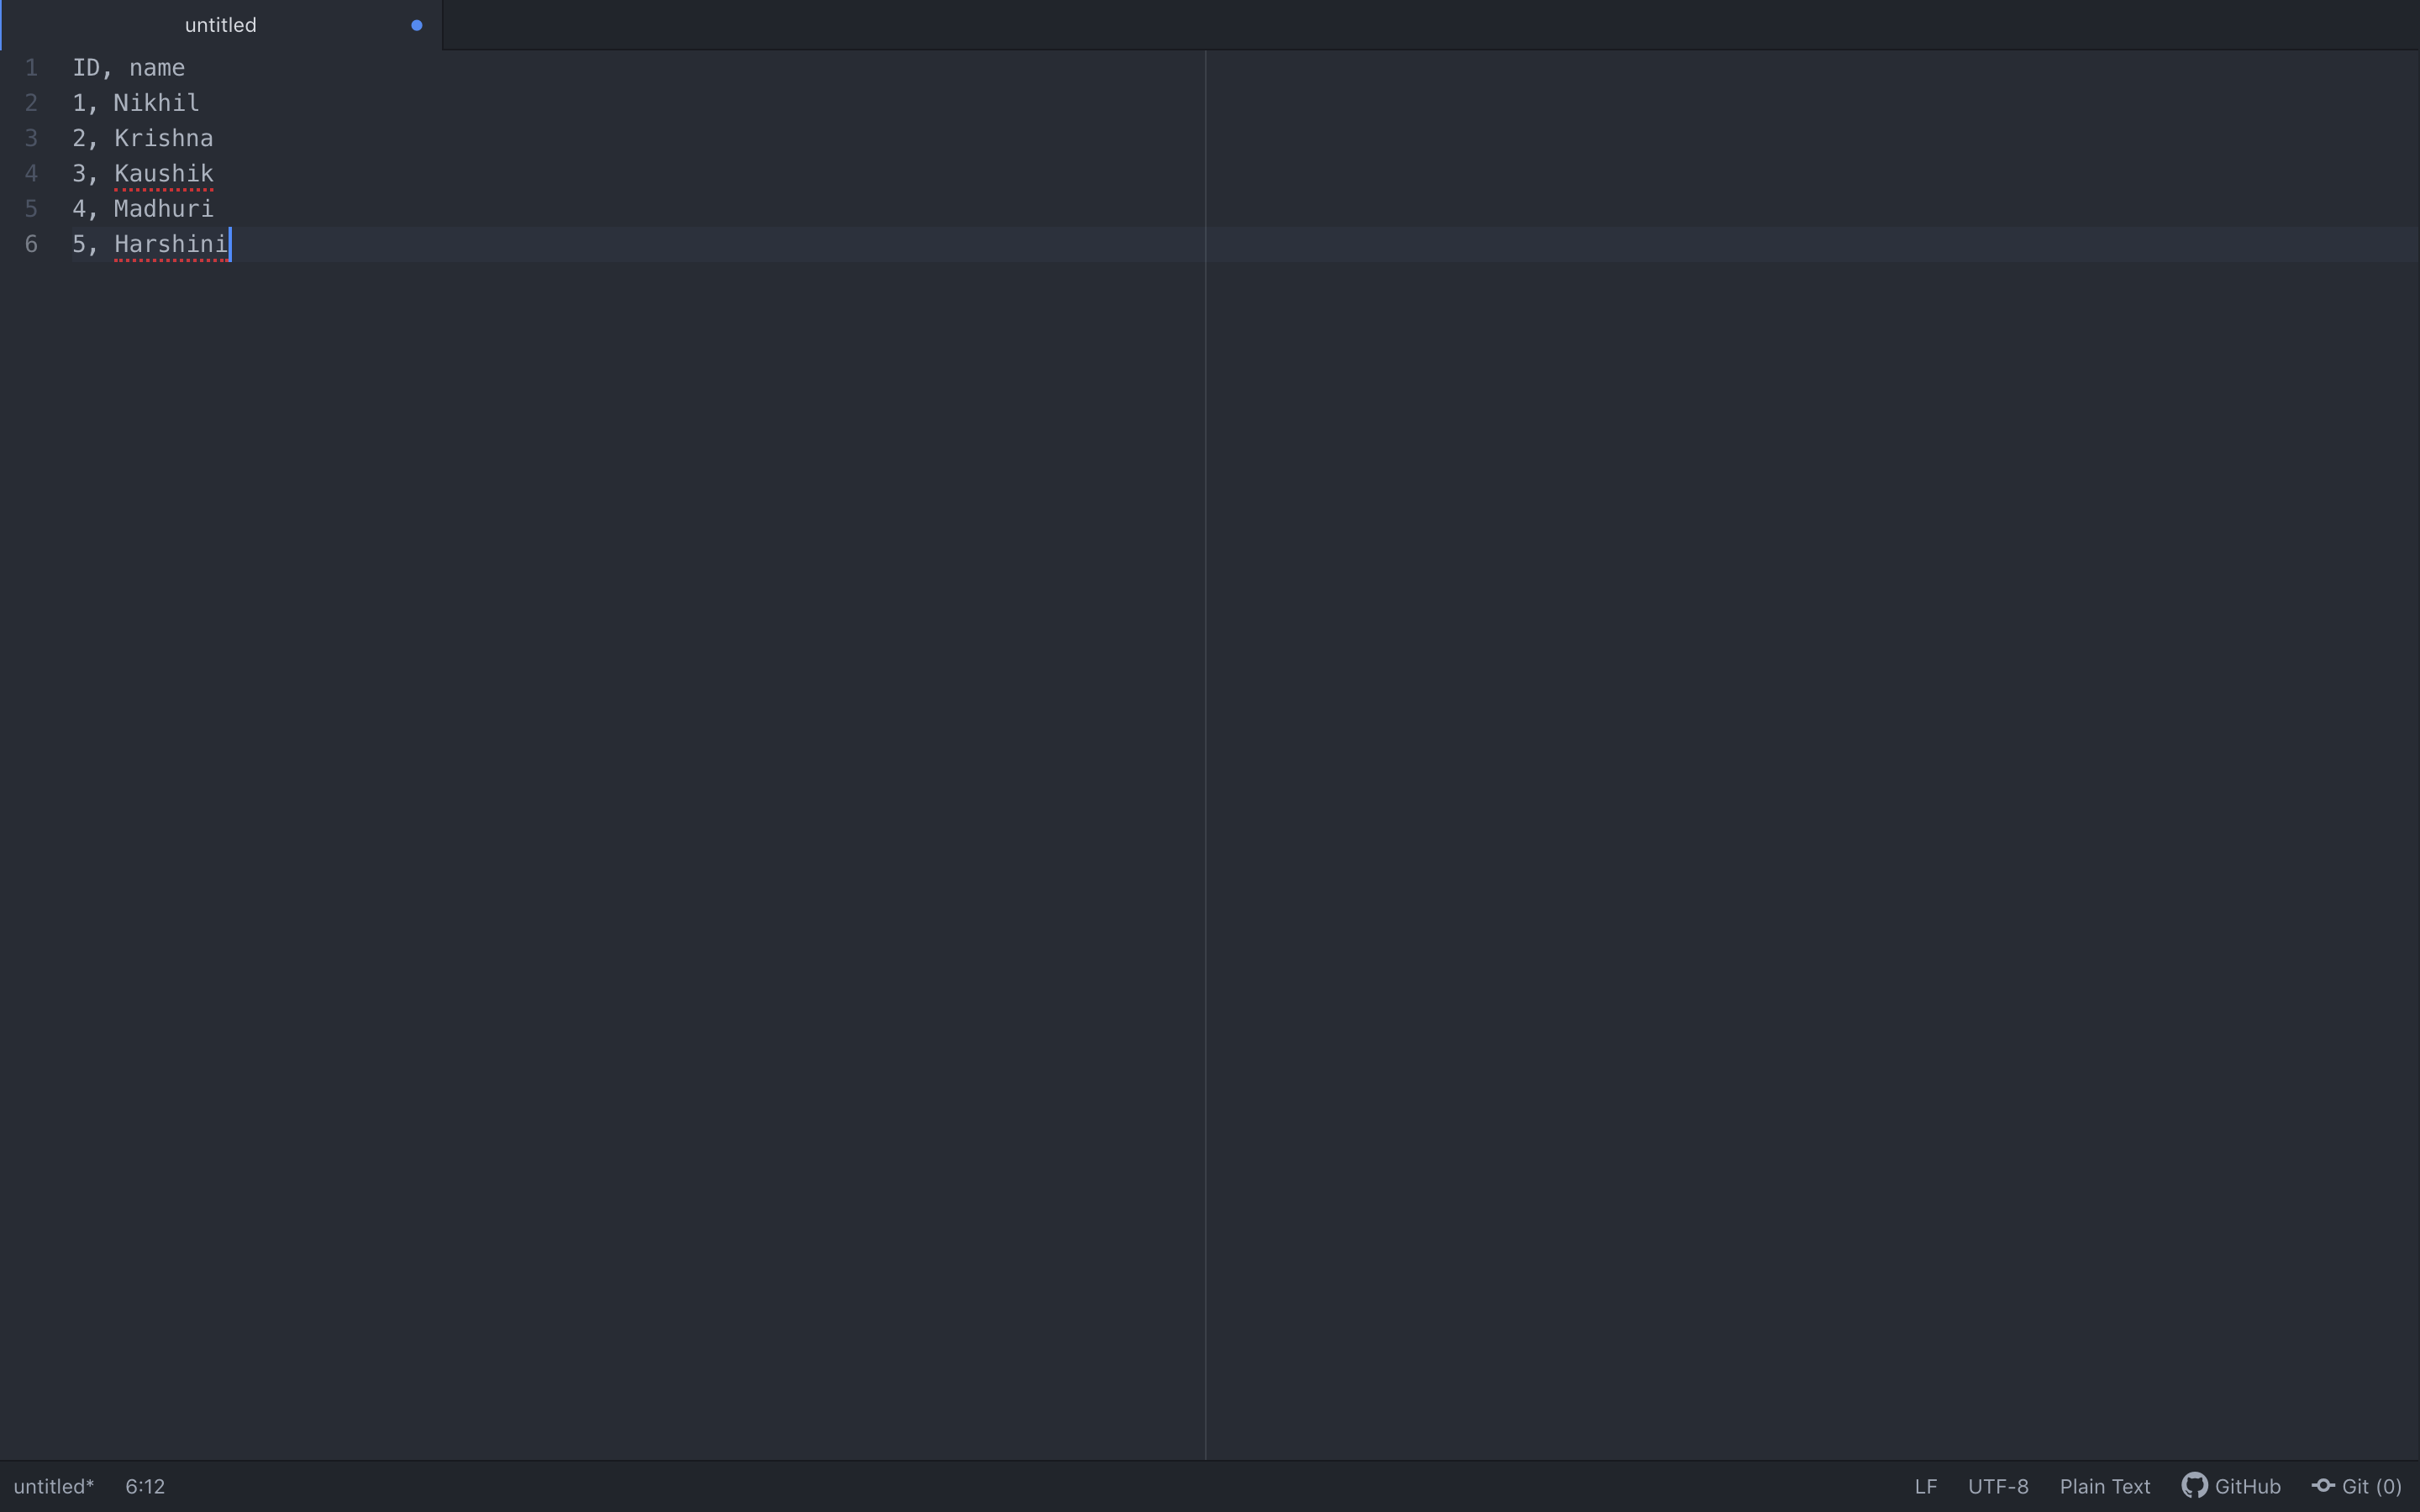 untitled
1 ID, name
2 1, Nikhil
3 2, Krishna
4 3, Kaushik
5 4, Madhuri
6 5, Harshini
untitled* 6:12 LF UTF-8 Plain Text GitHub Git (0)